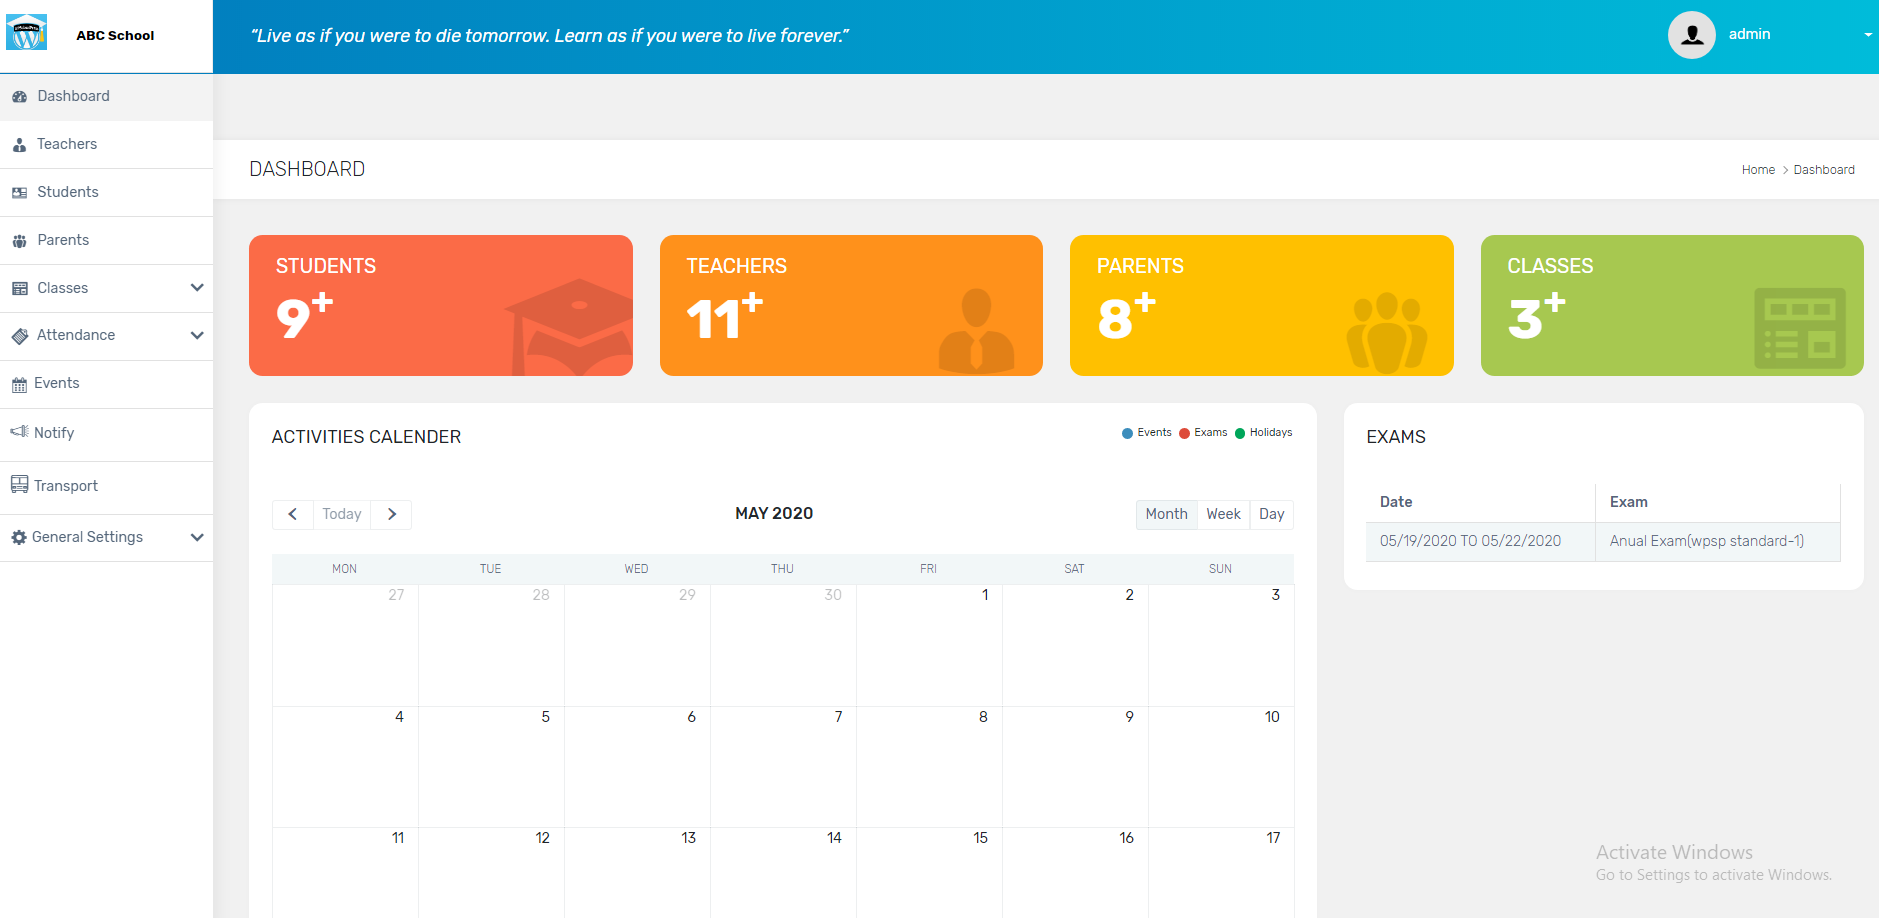 ABC School
“Live as if you were to die tomorrow. Learn as if you were to live forever.”
admin
Dashboard
Teachers
Students
Parents
Classes
Attendance
Events
Notify
Transport
General Settings
DASHBOARD
Home > Dashboard
STUDENTS
9+
TEACHERS
11+
PARENTS
8+
CLASSES
3+
ACTIVITIES CALENDER
Events Exams Holidays
Today
MAY 2020
Month Week Day
MON TUE WED THU FRI SAT SUN
27 28 29 30 1 2 3
4 5 6 7 8 9 10
11 12 13 14 15 16 17
EXAMS
Date Exam
05/19/2020 TO 05/22/2020 Anual Exam(wpsp standard-1)
Activate Windows
Go to Settings to activate Windows.